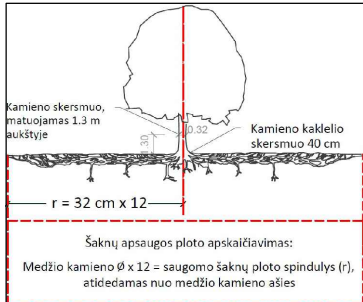 Kamieno skersmuo,
matuojamas 1.3 m
aukštyje
0.32
1.30
Kamieno kaklelio
skersmuo 40 cm
r = 32 cm x 12
Šaknų apsaugos ploto apskaičiavimas:
Medžio kamieno Ø x 12 = saugomo šaknų ploto spindulys (r),
atidedamas nuo medžio kamieno ašies